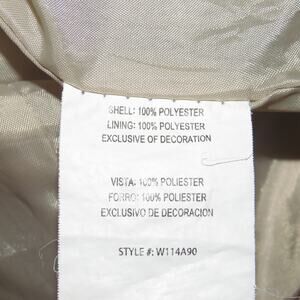 SHELL: 100% POLYESTER
LINING: 100% POLYESTER
EXCLUSIVE OF DECORATION
VISTA: 100% POLIESTER
FORRO: 100% POLIESTER
EXCLUSIVO DE DECORACION
STYLE #: W114A90